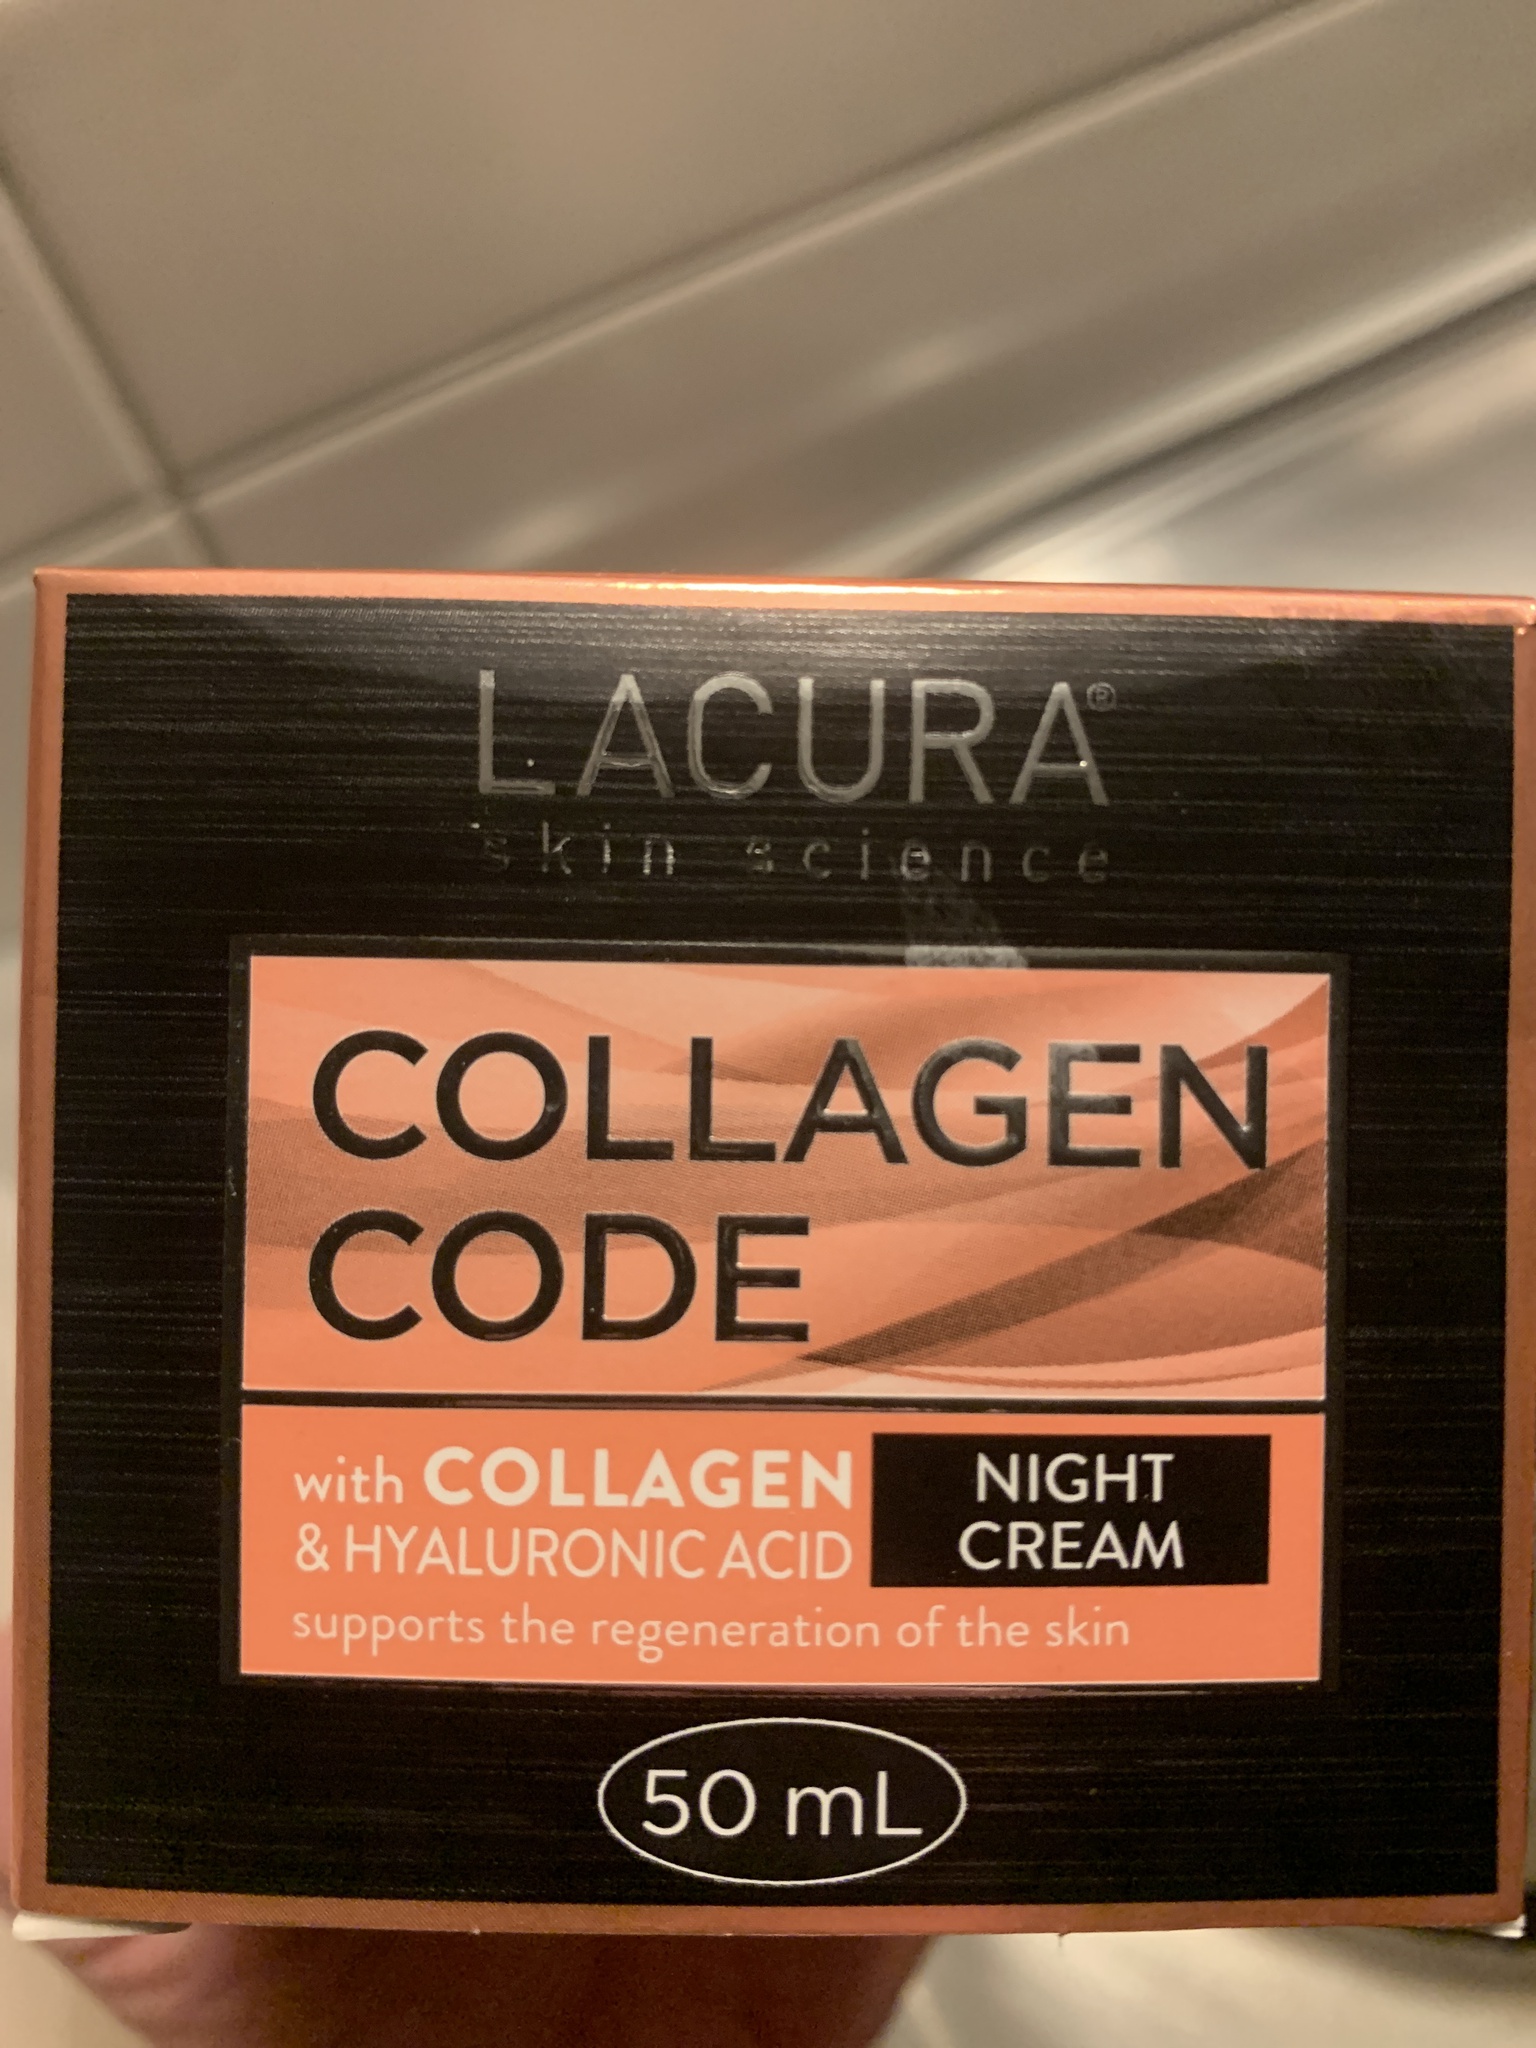 LACURA®
skin science
COLLAGEN
CODE
with COLLAGEN
& HYALURONIC ACID
NIGHT
CREAM
supports the regeneration of the skin
50 mL